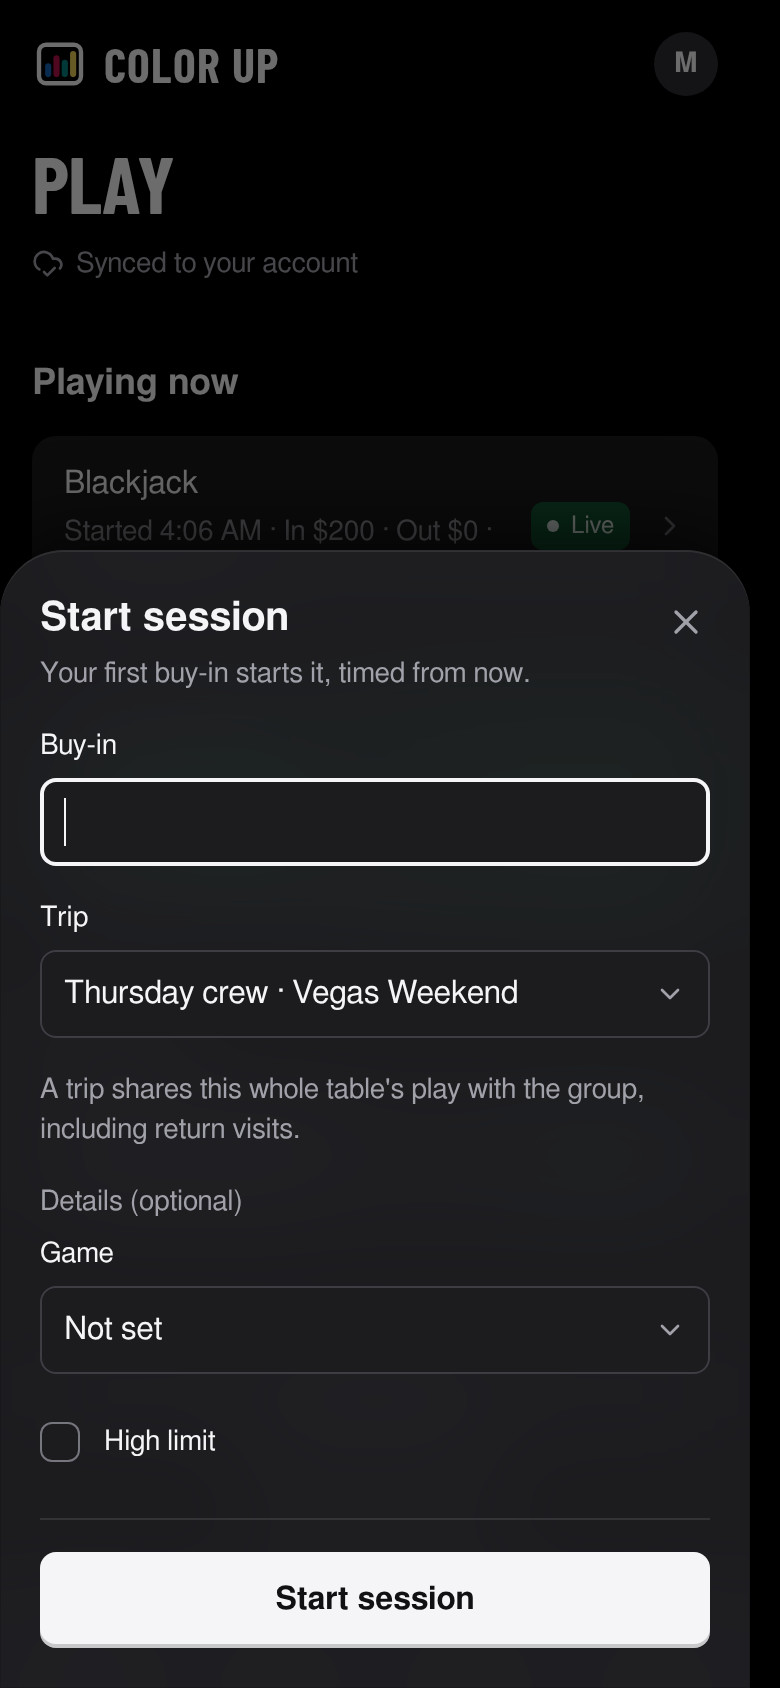 COLOR UP
M
PLAY
Synced to your account
Playing now
Blackjack
Started 4:06 AM · In $200 · Out $0 ·
Live
Start session
Your first buy-in starts it, timed from now.
Buy-in
Trip
Thursday crew · Vegas Weekend
A trip shares this whole table's play with the group,
including return visits.
Details (optional)
Game
Not set
High limit
Start session